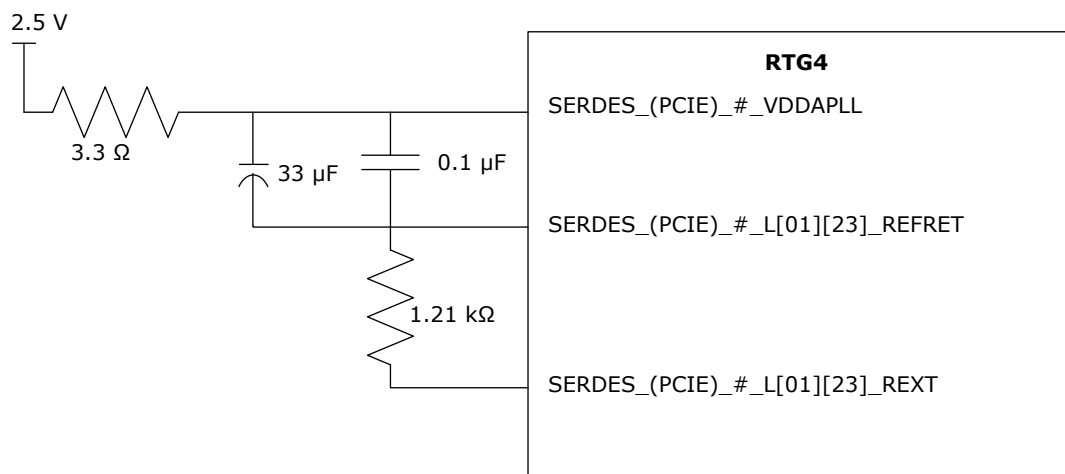 2.5 V
RTG4
SERDES_(PCIE)_#_VDDAPLL
3.3 Ω
33 µF
0.1 µF
SERDES_(PCIE)_#_L[01][23]_REFRET
1.21 kΩ
SERDES_(PCIE)_#_L[01][23]_REXT